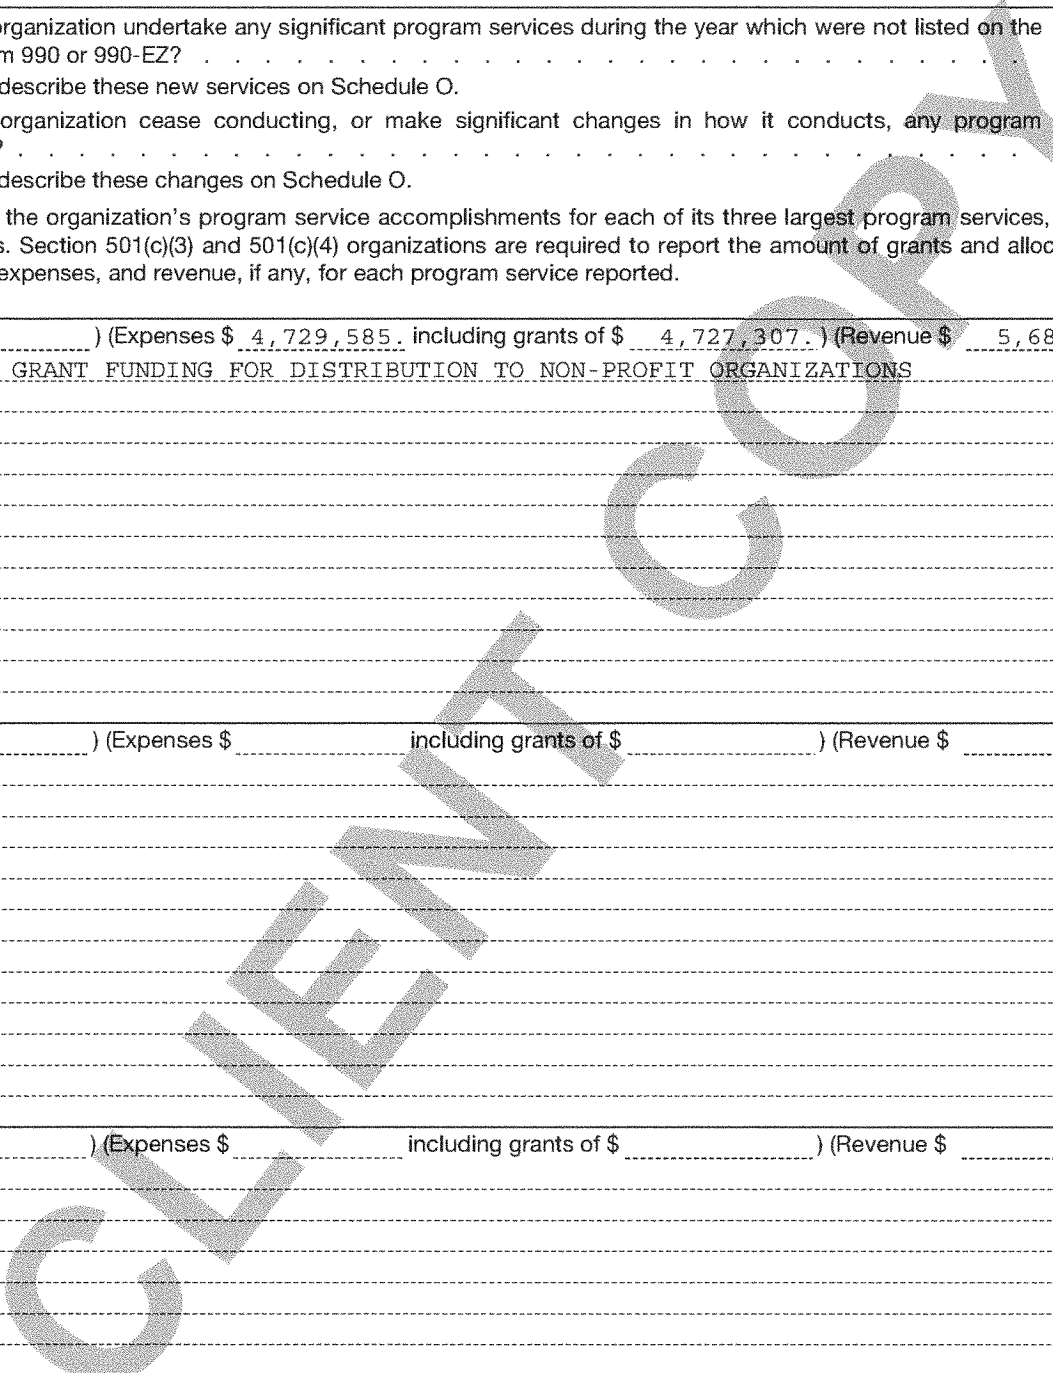 organization undertake any significant program services during the year which were not listed on the
m 990 or 990-EZ? . . . . . . . . . . . . . . . . . . . . . . . . . . .
describe these new services on Schedule O.
organization cease conducting, or make significant changes in how it conducts, any program
? . . . . . . . . . . . . . . . . . . . . . . . . . . . . . . . . .
describe these changes on Schedule O.
the organization's program service accomplishments for each of its three largest program services,
s. Section 501(c)(3) and 501(c)(4) organizations are required to report the amount of grants and alloc
expenses, and revenue, if any, for each program service reported.
) (Expenses $ 4,729,585. including grants of $ 4,727,307. ) (Revenue $ 5,68
GRANT FUNDING FOR DISTRIBUTION TO NON-PROFIT ORGANIZATIONS
) (Expenses $ including grants of $ ) (Revenue $
) (Expenses $ including grants of $ ) (Revenue $
CLIENT COPY